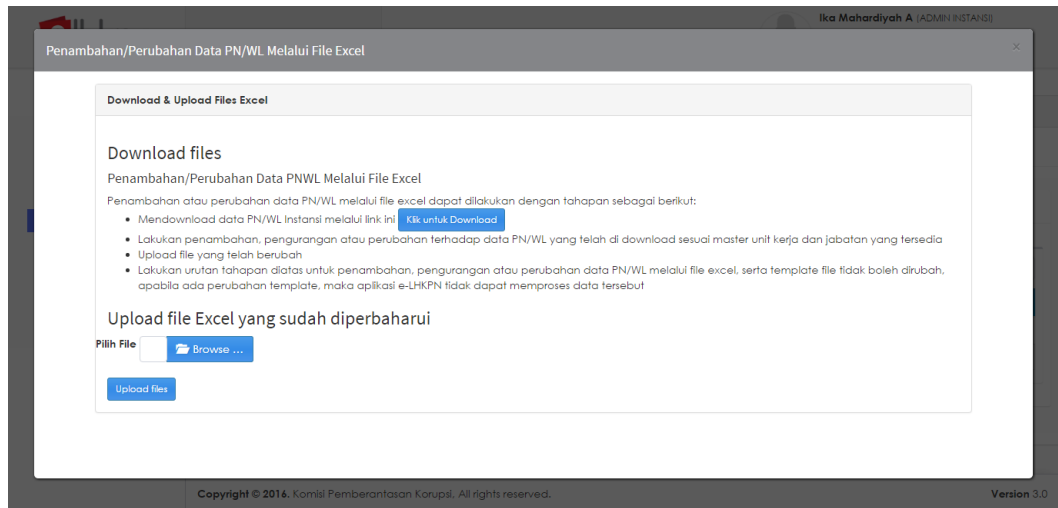 Ika Mahardiyah A (ADMIN INSTANSI)
Penambahan/Perubahan Data PN/WL Melalui File Excel
×
Download & Upload Files Excel
Download files
Penambahan/Perubahan Data PNWL Melalui File Excel
Penambahan atau perubahan data PN/WL melalui file excel dapat dilakukan dengan tahapan sebagai berikut:
• Mendownload data PN/WL Instansi melalui link ini Klik untuk Download
• Lakukan penambahan, pengurangan atau perubahan terhadap data PN/WL yang telah di download sesuai master unit kerja dan jabatan yang tersedia
• Upload file yang telah berubah
• Lakukan urutan tahapan diatas untuk penambahan, pengurangan atau perubahan data PN/WL melalui file excel, serta template file tidak boleh dirubah,
apabila ada perubahan template, maka aplikasi e-LHKPN tidak dapat memproses data tersebut
Upload file Excel yang sudah diperbaharui
Pilih File Browse ...
Upload files
Copyright © 2016. Komisi Pemberantasan Korupsi. All rights reserved. Version 3.0